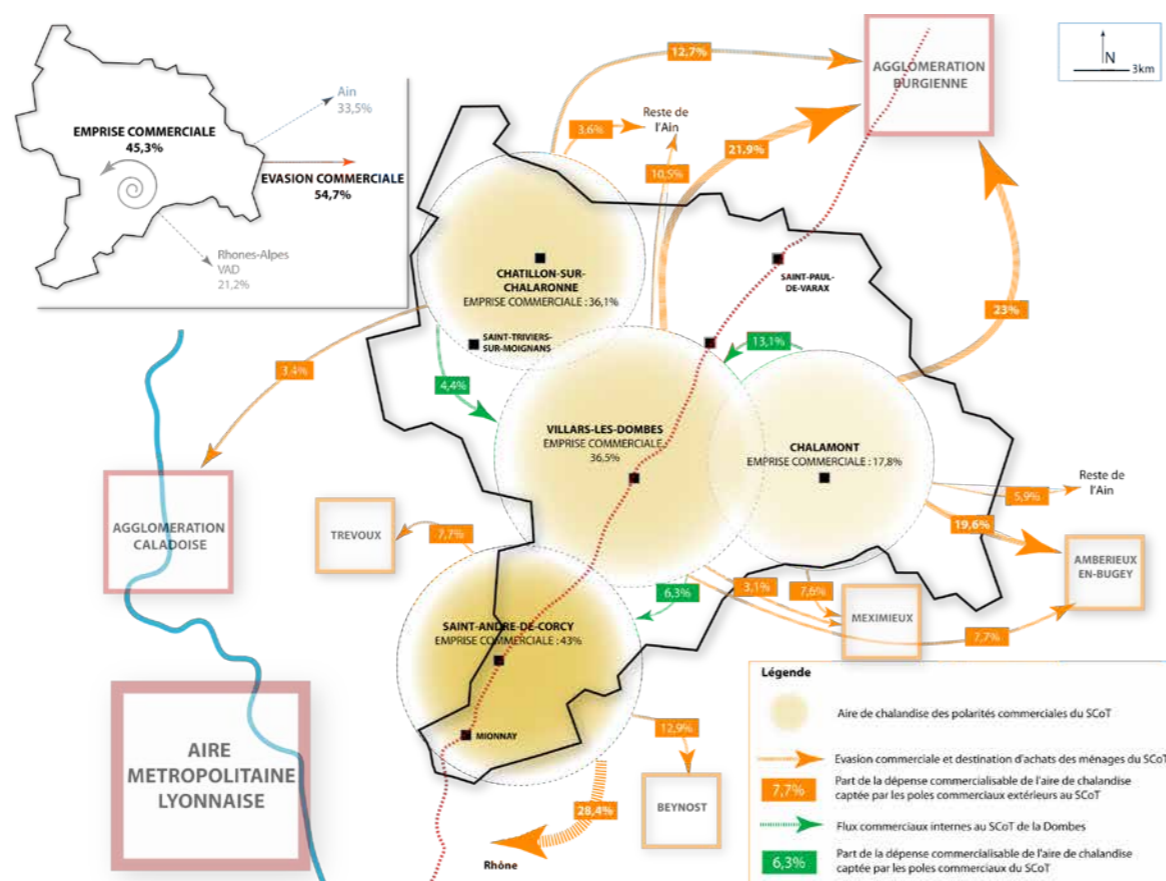 Ain
33,5%
EMPRISE COMMERCIALE
45,3%
EVASION COMMERCIALE
54,7%
Rhones-Alpes
VAD
21,2%
12,7%
AGGLOMERATION
BURGIENNE
N
3km
3,6%
Reste de
l'Ain
21,9%
10,5%
CHATILLON-SUR-
CHALARONNE
EMPRISE COMMERCIALE : 36,1%
SAINT-PAUL-
DE-VARAX
23%
SAINT-TRIVIERS-
SUR-MOIGNANS
13,1%
3,4%
4,4%
VILLARS-LES-DOMBES
EMPRISE COMMERCIALE :
36,5%
CHALAMONT
EMPRISE COMMERCIALE : 17,8%
Reste de
l'Ain
5,9%
AGGLOMERATION
CALADOISE
TREVOUX
7,7%
19,6%
AMBERIEUX
EN-BUGEY
6,3%
3,1%
7,6%
MEXIMIEUX
7,7%
SAINT-ANDRE-DE-CORCY
EMPRISE COMMERCIALE : 43%
MIONNAY
12,9%
BEYNOST
28,4%
Rhône
AIRE
METROPOLITAINE
LYONNAISE
Légende
Aire de chalandise des polarités commerciales du SCoT
Evasion commerciale et destination d'achats des ménages du SCoT
7,7%
Part de la dépense commercialisable de l'aire de chalandise
captée par les poles commerciaux extérieurs au SCoT
Flux commerciaux internes au SCoT de la Dombes
6,3%
Part de la dépense commercialisable de l'aire de chalandise
captée par les poles commerciaux du SCoT